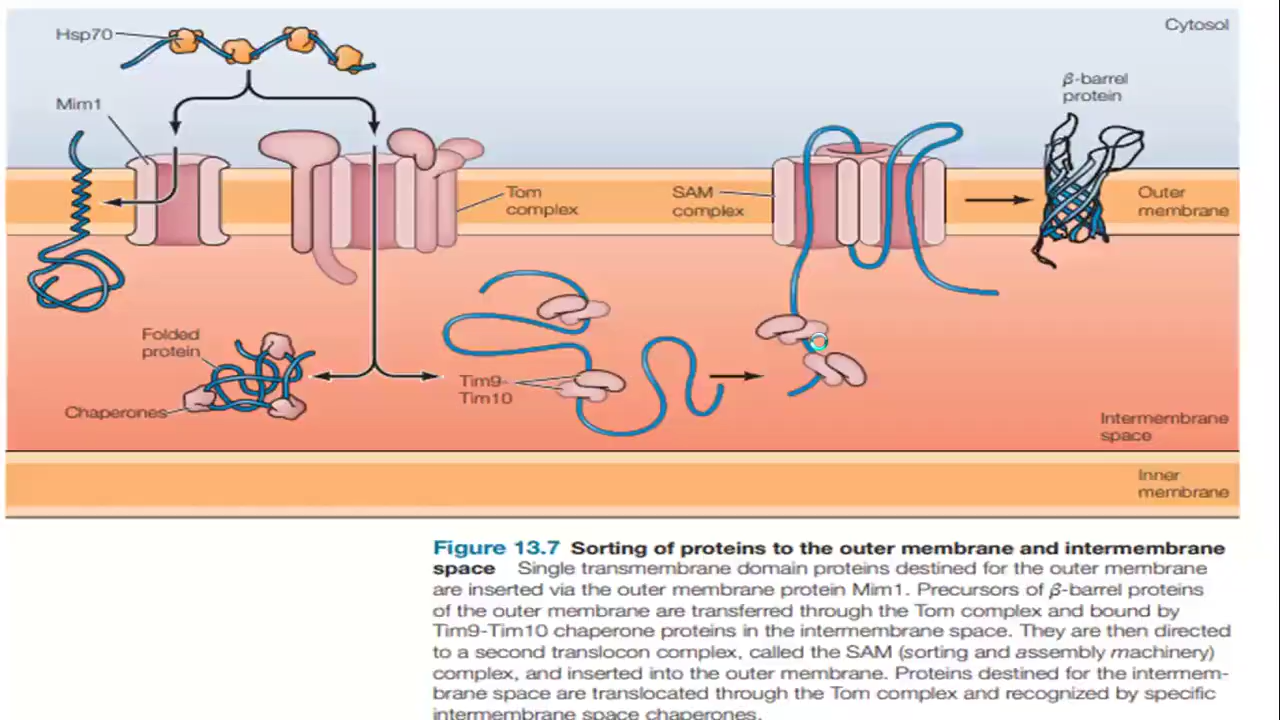 Hsp70
Cytosol
Mim1
β-barrel
protein
Tom
complex
SAM
complex
Outer
membrane
Folded
protein
Chaperones
Tim9-
Tim10
Intermembrane
space
Inner
membrane
Figure 13.7 Sorting of proteins to the outer membrane and intermembrane
space Single transmembrane domain proteins destined for the outer membrane
are inserted via the outer membrane protein Mim1. Precursors of β-barrel proteins
of the outer membrane are transferred through the Tom complex and bound by
Tim9-Tim10 chaperone proteins in the intermembrane space. They are then directed
to a second translocon complex, called the SAM (sorting and assembly machinery)
complex, and inserted into the outer membrane. Proteins destined for the intermem-
brane space are translocated through the Tom complex and recognized by specific
intermembrane space chaperones.